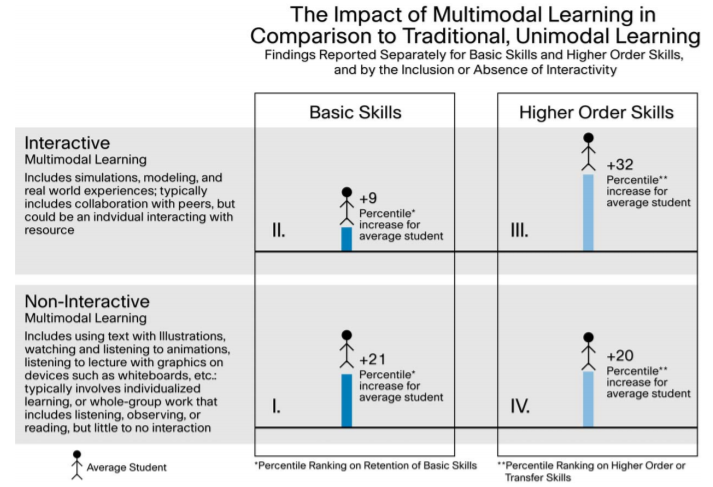 The Impact of Multimodal Learning in
Comparison to Traditional, Unimodal Learning
Findings Reported Separately for Basic Skills and Higher Order Skills,
and by the Inclusion or Absence of Interactivity
Basic Skills
Higher Order Skills
Interactive
Multimodal Learning
Includes simulations, modeling, and
real world experiences; typically
includes collaboration with peers, but
could be an indvidual interacting with
resource
II.
+9
Percentile*
increase for
average student
III.
+32
Percentile**
increase for
average student
Non-Interactive
Multimodal Learning
Includes using text with Illustrations,
watching and listening to animations,
listening to lecture with graphics on
devices such as whiteboards, etc.:
typically involves individualized
learning, or whole-group work that
includes listening, observing, or
reading, but little to no interaction
I.
+21
Percentile*
increase for
average student
IV.
+20
Percentile**
increase for
average student
Average Student
*Percentile Ranking on Retention of Basic Skills
**Percentile Ranking on Higher Order or
Transfer Skills